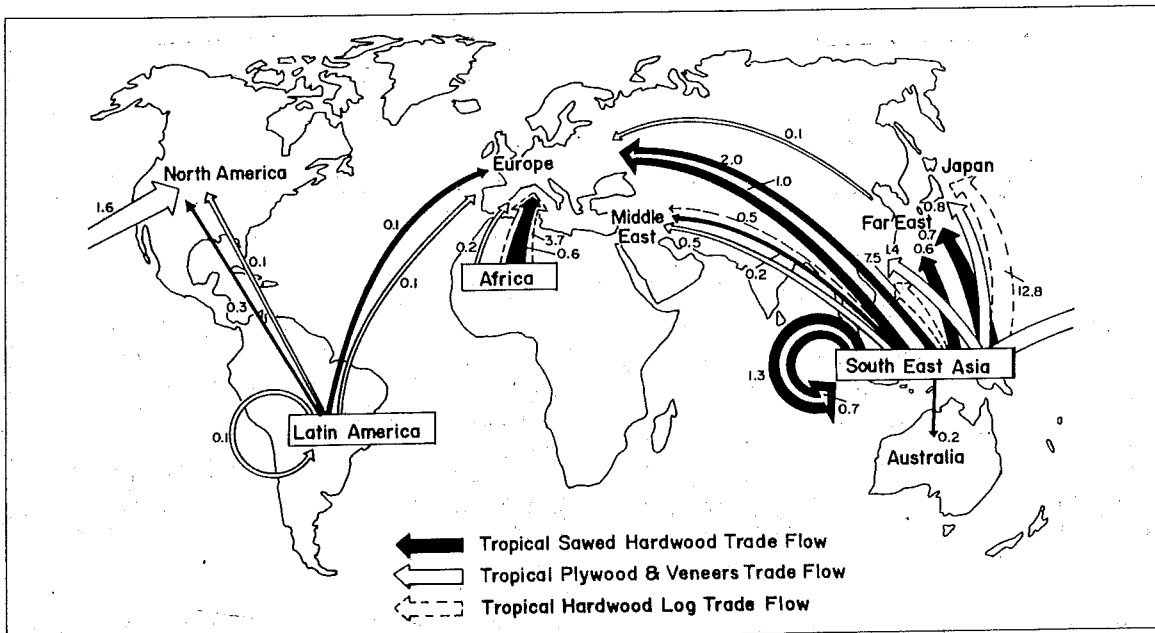 0.1
Europe
2.0
Japan
North America
1.0
1.6
0.8
Middle
East
0.5
Far East
0.1
0.2
3.7
0.5
0.7
0.6
1.4
0.6
7.5
0.2
Africa
0.1
0.1
0.3
12.8
South East Asia
1.3
0.7
0.1
Latin America
0.2
Australia
Tropical Sawed Hardwood Trade Flow
Tropical Plywood & Veneers Trade Flow
Tropical Hardwood Log Trade Flow